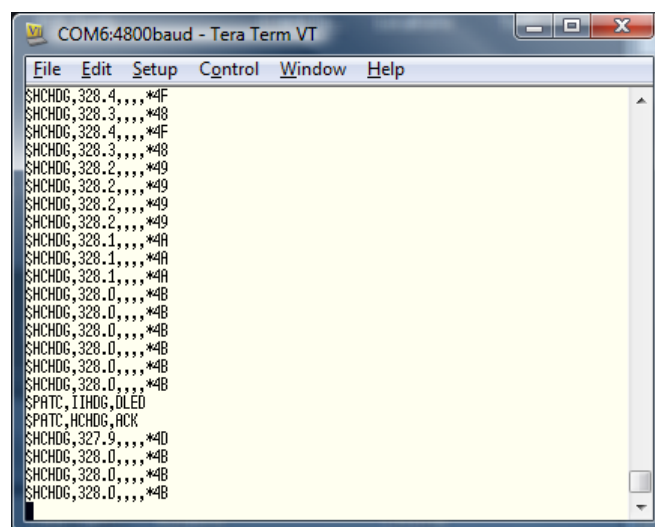 COM6:4800baud - Tera Term VT
File Edit Setup Control Window Help
$HCHDG,328.4,,,,*4F
$HCHDG,328.3,,,,*48
$HCHDG,328.4,,,,*4F
$HCHDG,328.3,,,,*48
$HCHDG,328.2,,,,*49
$HCHDG,328.2,,,,*49
$HCHDG,328.2,,,,*49
$HCHDG,328.2,,,,*49
$HCHDG,328.1,,,,*4A
$HCHDG,328.1,,,,*4A
$HCHDG,328.1,,,,*4A
$HCHDG,328.0,,,,*4B
$HCHDG,328.0,,,,*4B
$HCHDG,328.0,,,,*4B
$HCHDG,328.0,,,,*4B
$HCHDG,328.0,,,,*4B
$HCHDG,328.0,,,,*4B
$PATC,IIHDG,DLED
$PATC,HCHDG,ACK
$HCHDG,327.9,,,,*4D
$HCHDG,328.0,,,,*4B
$HCHDG,328.0,,,,*4B
$HCHDG,328.0,,,,*4B